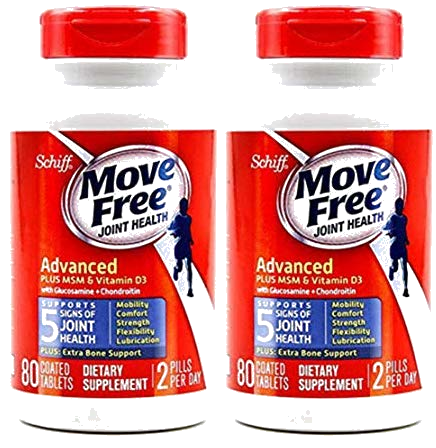 Schiff
Move
Free
JOINT HEALTH
Advanced
PLUS MSM & Vitamin D3
with Glucosamine + Chondroitin
SUPPORTS
5 SIGNS OF
JOINT
HEALTH
Mobility
Comfort
Strength
Flexibility
Lubrication
PLUS: Extra Bone Support
80 COATED
TABLETS
DIETARY
SUPPLEMENT
2 PILLS
PER DAY
Schiff
Move
Free
JOINT HEALTH
Advanced
PLUS MSM & Vitamin D3
with Glucosamine + Chondroitin
SUPPORTS
5 SIGNS OF
JOINT
HEALTH
Mobility
Comfort
Strength
Flexibility
Lubrication
PLUS: Extra Bone Support
80 COATED
TABLETS
DIETARY
SUPPLEMENT
2 PILLS
PER DAY